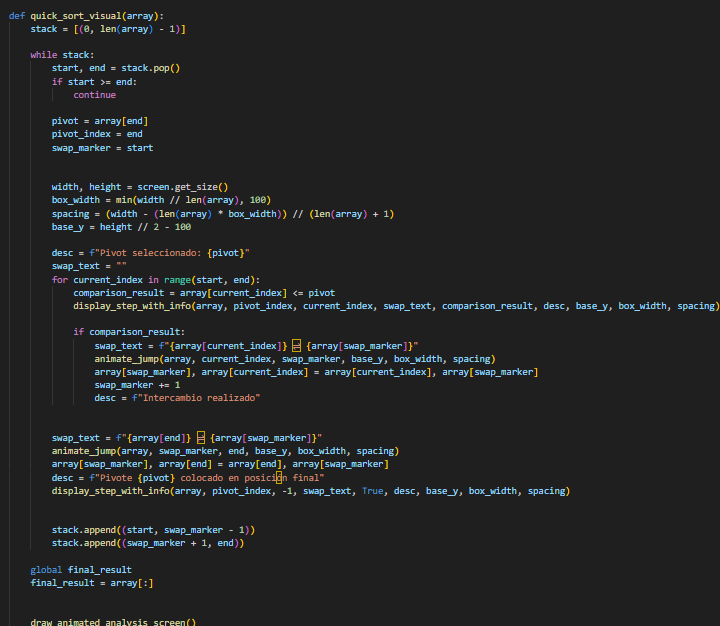 def quick_sort_visual(array):
    stack = [(0, len(array) - 1)]
    while stack:
        start, end = stack.pop()
        if start >= end:
            continue
        pivot = array[end]
        pivot_index = end
        swap_marker = start
        width, height = screen.get_size()
        box_width = min(width // len(array), 100)
        spacing = (width - (len(array) * box_width)) // (len(array) + 1)
        base_y = height // 2 - 100
        desc = f"Pivot seleccionado: {pivot}"
        swap_text = ""
        for current_index in range(start, end):
            comparison_result = array[current_index] <= pivot
            display_step_with_info(array, pivot_index, current_index, swap_text, comparison_result, desc, base_y, box_width, spacing)
            if comparison_result:
                swap_text = f"{array[current_index]} ⇄ {array[swap_marker]}"
                animate_jump(array, current_index, swap_marker, base_y, box_width, spacing)
                array[swap_marker], array[current_index] = array[current_index], array[swap_marker]
                swap_marker += 1
                desc = f"Intercambio realizado"
        swap_text = f"{array[end]} ⇄ {array[swap_marker]}"
        animate_jump(array, swap_marker, end, base_y, box_width, spacing)
        array[swap_marker], array[end] = array[end], array[swap_marker]
        desc = f"Pivote {pivot} colocado en posición final"
        display_step_with_info(array, pivot_index, -1, swap_text, True, desc, base_y, box_width, spacing)
        stack.append((start, swap_marker - 1))
        stack.append((swap_marker + 1, end))
    global final_result
    final_result = array[:]
    draw_animated_analysis_screen()